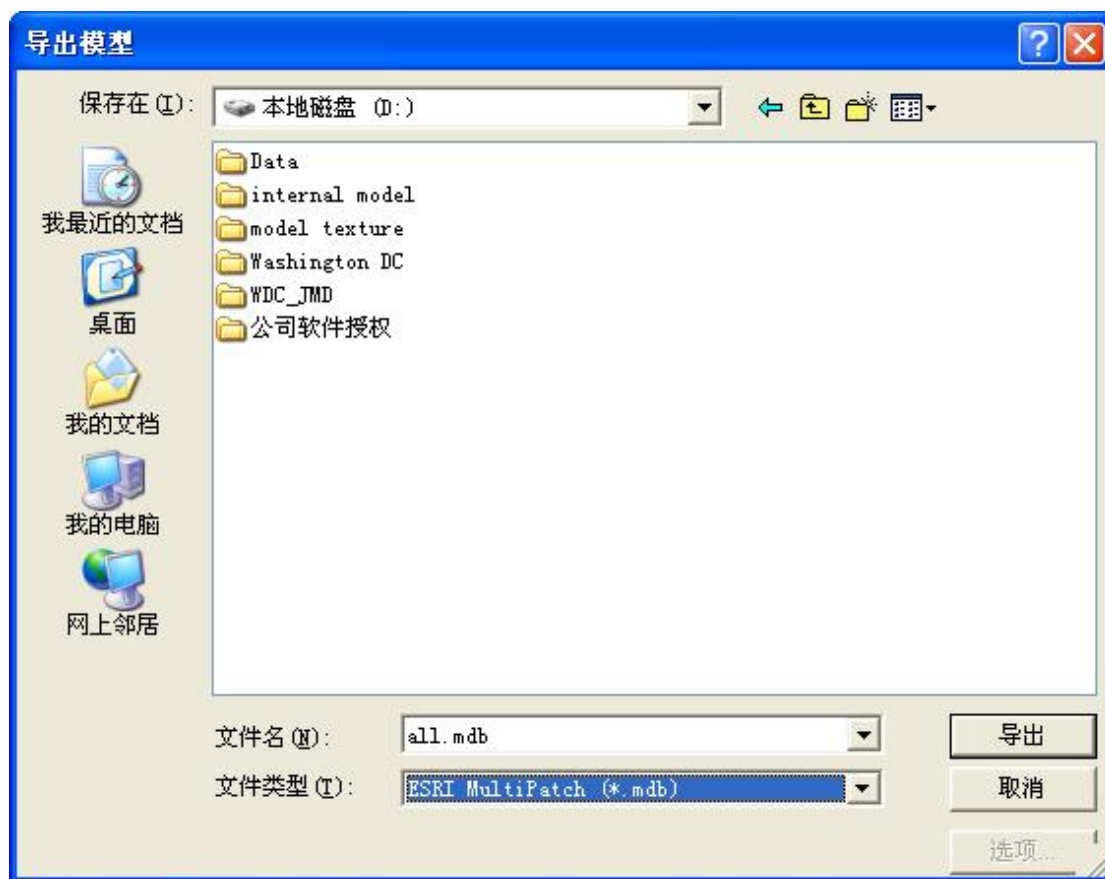 导出模型
保存在(I):
本地磁盘 (D:)
我最近的文档
桌面
我的文档
我的电脑
网上邻居
Data
internal model
model texture
Washington DC
WDC_JMD
公司软件授权
文件名(N):
all.mdb
导出
文件类型(T):
ESRI MultiPatch (*.mdb)
取消
选项...